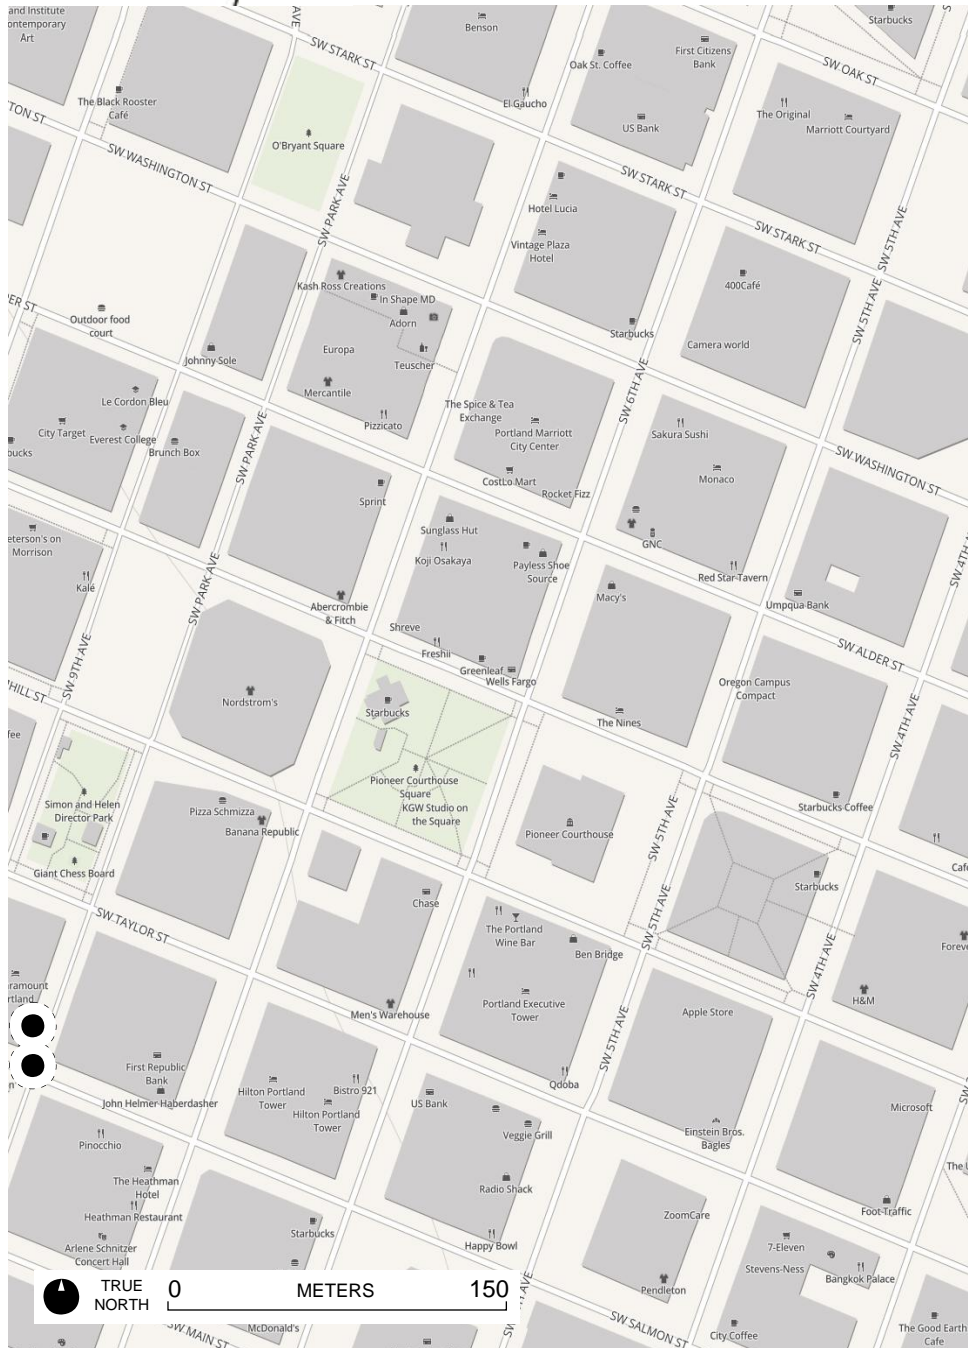 and Institute
ontemporary
Art
AVE
Benson
Starbucks
SW STARK ST
Oak St. Coffee
First Citizens
Bank
SW OAK ST
The Black Rooster
Café
El Gaucho
US Bank
The Original
Marriott Courtyard
TON ST
O'Bryant Square
SW WASHINGTON ST
SW PARK AVE
SW STARK ST
Hotel Lucia
SW STARK ST
SW 5TH AVE
Vintage Plaza
Hotel
Kash Ross Creations
In Shape MD
Adorn
400Café
SW 5TH AVE
ER ST
Outdoor food
court
Starbucks
Camera world
Johnny Sole
Europa
Teuscher
Mercantile
SW 6TH AVE
Le Cordon Bleu
The Spice & Tea
Exchange
Pizzicato
City Target
Everest College
SW PARK AVE
Portland Marriott
City Center
Sakura Sushi
ucks
Brunch Box
SW WASHINGTON ST
CostLo Mart
Rocket Fizz
Monaco
Sprint
Sunglass Hut
eterson's on
Morrison
Koji Osakaya
Payless Shoe
Source
GNC
SW 4TH A
Red Star Tavern
Kalé
SW PARK AVE
Abercrombie
& Fitch
Macy's
Umpqua Bank
Shreve
Freshii
SW ALDER ST
SW 9TH AVE
Greenleaf
Wells Fargo
HILL ST
Nordstrom's
Starbucks
Oregon Campus
Compact
The Nines
SW 4TH AVE
fee
Pioneer Courthouse
Square
KGW Studio on
the Square
Simon and Helen
Director Park
Pizza Schmizza
Banana Republic
Pioneer Courthouse
SW 5TH AVE
Starbucks Coffee
Giant Chess Board
Starbucks
Café
Chase
SW TAYLOR ST
The Portland
Wine Bar
Ben Bridge
SW 5TH AVE
Foreve
SW 4TH AVE
aramount
rtland
Men's Warehouse
Portland Executive
Tower
Apple Store
H&M
SW 5TH AVE
First Republic
Bank
John Helmer Haberdasher
Hilton Portland
Tower
Bistro 921
Hilton Portland
Tower
US Bank
Qdoba
Microsoft
Veggie Grill
Einstein Bros.
Bagles
Pinocchio
The U
The Heathman
Hotel
Heathman Restaurant
Radio Shack
Foot Traffic
Arlene Schnitzer
Concert Hall
Starbucks
Happy Bowl
ZoomCare
7-Eleven
Stevens-Ness
Bangkok Palace
Pendleton
TRUE
NORTH
0 METERS 150
SW MAIN ST
McDonald's
SW SALMON ST
City Coffee
The Good Earth
Cafe